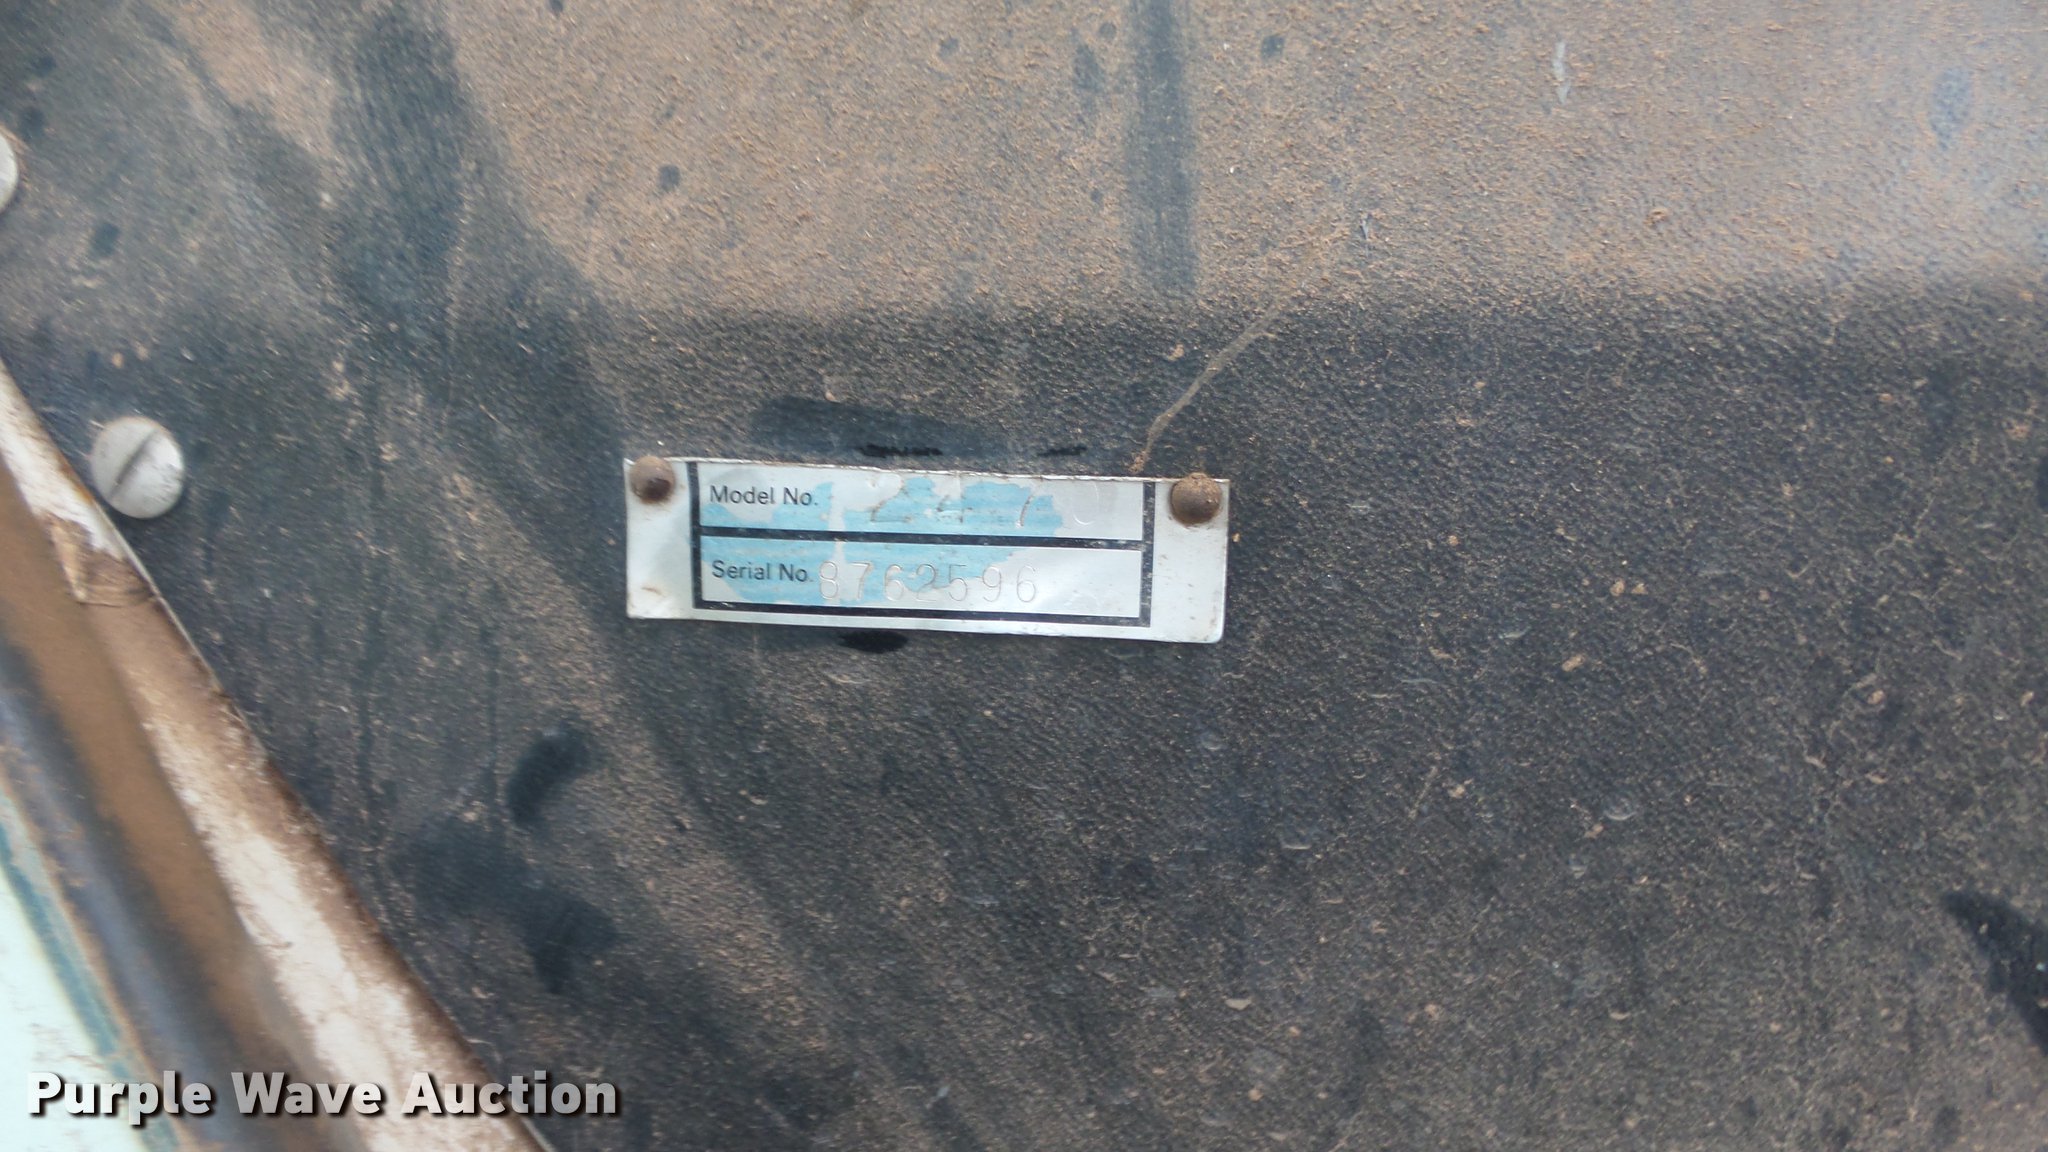 Model No.
Serial No. 8762596
Purple Wave Auction